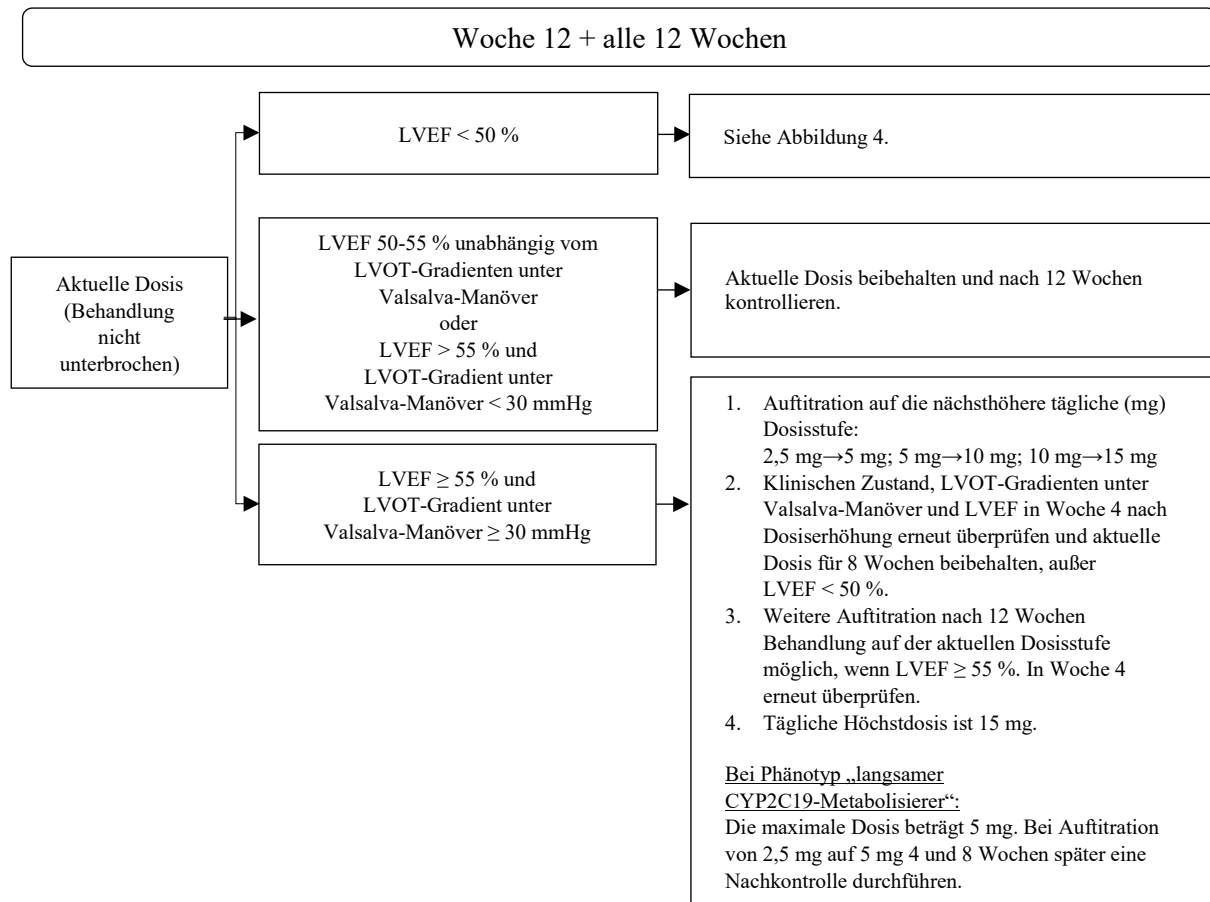 Woche 12 + alle 12 Wochen
Aktuelle Dosis
(Behandlung
nicht
unterbrochen)
LVEF < 50 %
Siehe Abbildung 4.
LVEF 50-55 % unabhängig vom
LVOT-Gradienten unter
Valsalva-Manöver
oder
LVEF > 55 % und
LVOT-Gradient unter
Valsalva-Manöver < 30 mmHg
Aktuelle Dosis beibehalten und nach 12 Wochen
kontrollieren.
LVEF ≥ 55 % und
LVOT-Gradient unter
Valsalva-Manöver ≥ 30 mmHg
1. Auftitration auf die nächsthöhere tägliche (mg)
Dosisstufe:
2,5 mg→5 mg; 5 mg→10 mg; 10 mg→15 mg
2. Klinischen Zustand, LVOT-Gradienten unter
Valsalva-Manöver und LVEF in Woche 4 nach
Dosiserhöhung erneut überprüfen und aktuelle
Dosis für 8 Wochen beibehalten, außer
LVEF < 50 %.
3. Weitere Auftitration nach 12 Wochen
Behandlung auf der aktuellen Dosisstufe
möglich, wenn LVEF ≥ 55 %. In Woche 4
erneut überprüfen.
4. Tägliche Höchstdosis ist 15 mg.
Bei Phänotyp „langsamer
CYP2C19-Metabolisierer“:
Die maximale Dosis beträgt 5 mg. Bei Auftitration
von 2,5 mg auf 5 mg 4 und 8 Wochen später eine
Nachkontrolle durchführen.